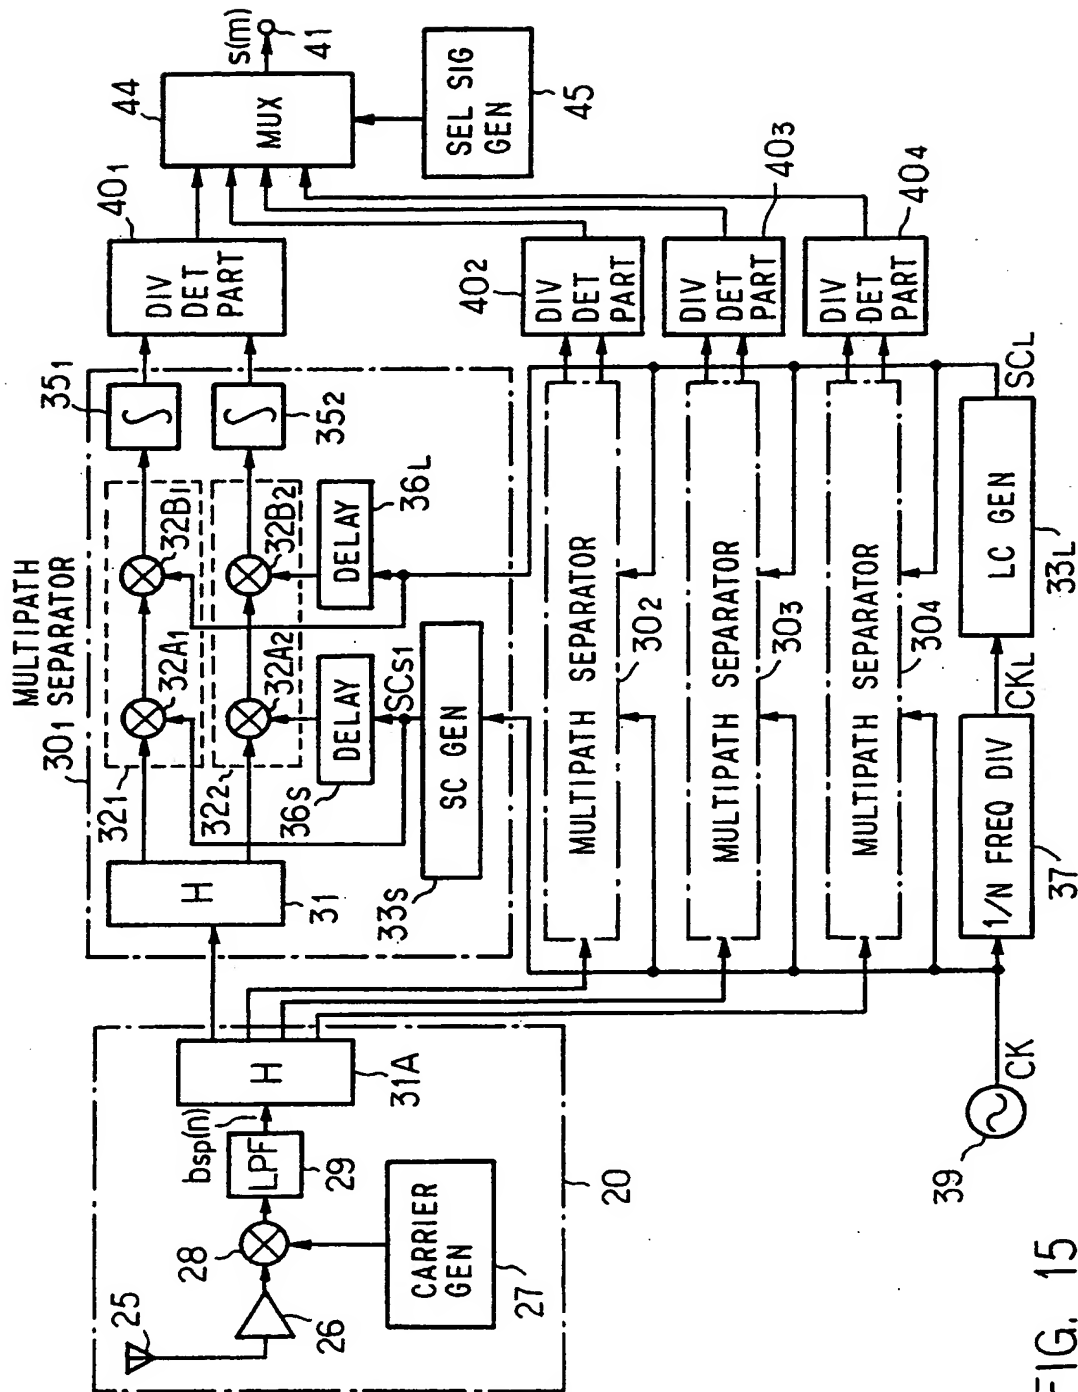 25
26
28
CARRIER
GEN
27
LPF
29
bsp(n)
H
31A
20
MULTIPATH
SEPARATOR
301
H
31
321
32A1
32B1
322
32A2
32B2
351
∫
352
∫
DELAY
36S
DELAY
36L
SCS1
SC GEN
33S
DIV
DET
PART
401
MUX
44
s(m)
41
SEL SIG
GEN
45
MULTIPATH SEPARATOR
302
DIV
DET
PART
402
MULTIPATH SEPARATOR
303
DIV
DET
PART
403
MULTIPATH SEPARATOR
304
DIV
DET
PART
404
39
CK
1/N FREQ DIV
37
CKL
LC GEN
33L
SCL
FIG. 15